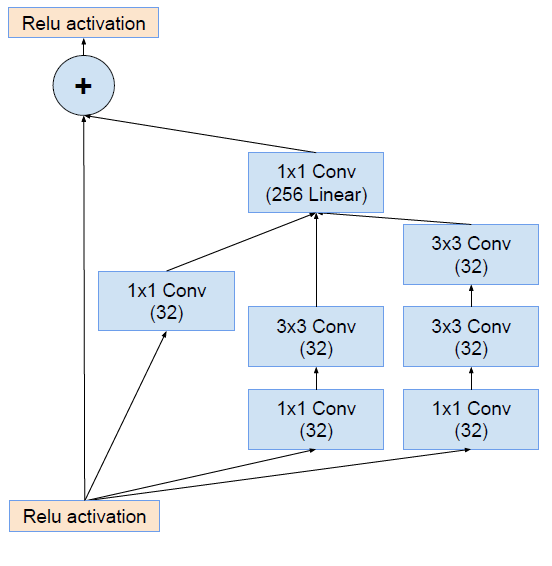 Relu activation
+
1x1 Conv
(256 Linear)
3x3 Conv
(32)
1x1 Conv
(32)
3x3 Conv
(32)
3x3 Conv
(32)
1x1 Conv
(32)
1x1 Conv
(32)
Relu activation